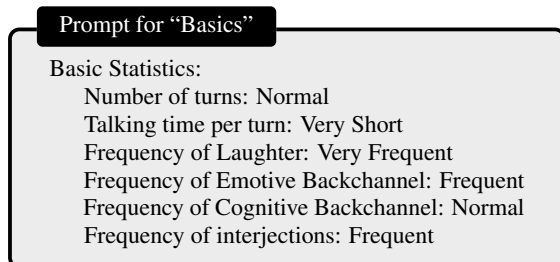 Prompt for “Basics”
Basic Statistics:
Number of turns: Normal
Talking time per turn: Very Short
Frequency of Laughter: Very Frequent
Frequency of Emotive Backchannel: Frequent
Frequency of Cognitive Backchannel: Normal
Frequency of interjections: Frequent